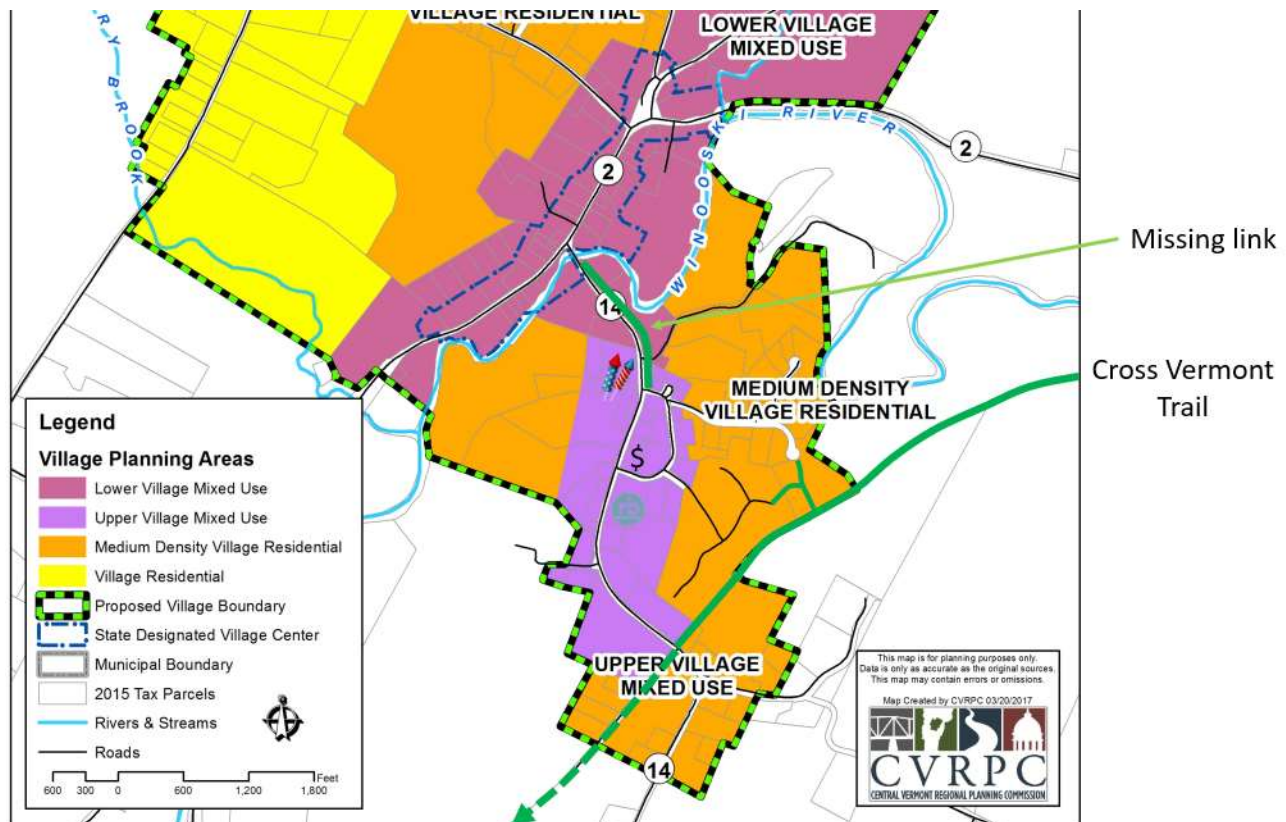 VILLAGE RESIDENTIAL
LOWER VILLAGE
MIXED USE
RY BROOK
WINOOSKI RIVER
2
2
Missing link
WINOOSKI
14
Cross Vermont
Trail
MEDIUM DENSITY
VILLAGE RESIDENTIAL
$
Legend
Village Planning Areas
Lower Village Mixed Use
Upper Village Mixed Use
Medium Density Village Residential
Village Residential
Proposed Village Boundary
State Designated Village Center
Municipal Boundary
2015 Tax Parcels
Rivers & Streams
Roads
600 300 0 600 1,200 1,800
Feet
UPPER VILLAGE
MIXED USE
14
This map is for planning purposes only.
Data is only as accurate as the original sources.
This map may contain errors or omissions.
Map Created by CVRPC 03/20/2017
CVRPC
CENTRAL VERMONT REGIONAL PLANNING COMMISSION